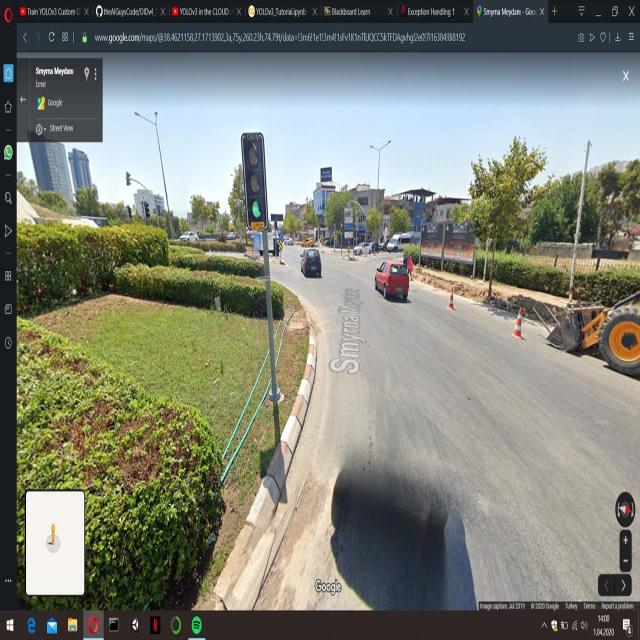 Train YOLOv3 Custom O
theAIGuysCode/OIDv4_
YOLOv3 in the CLOUD
YOLOv3_Tutorial.ipynb
Blackboard Learn
Exception Handling 1
Smyrna Meydanı - Goo
Smyrna Meydanı
İzmir
Google
Street View
Smyrna Meydanı
Google
Image capture: Jul 2019 © 2020 Google Turkey Terms Report a problem
14:00
1.04.2020